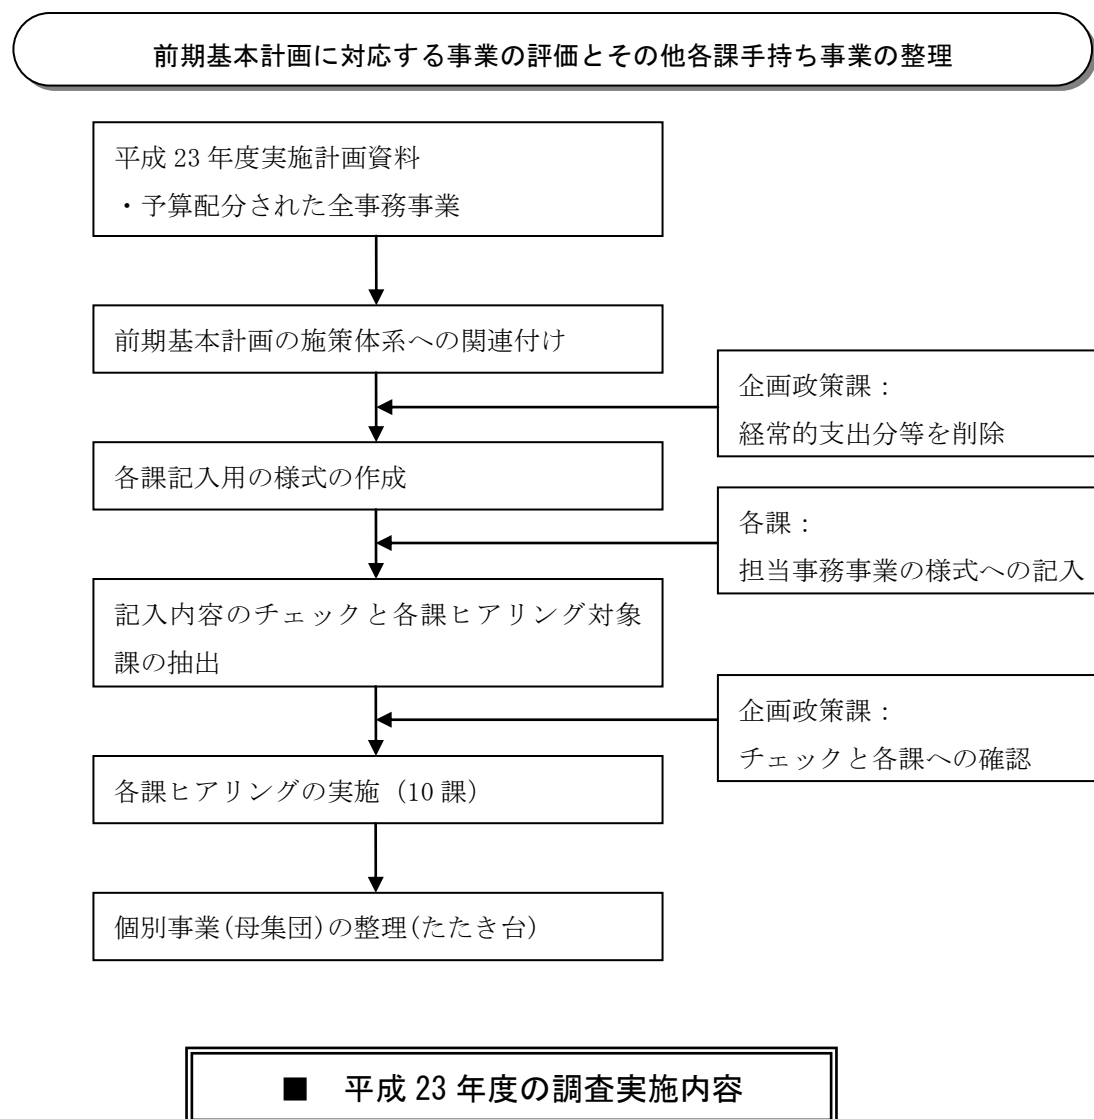 前期基本計画に対応する事業の評価とその他各課手持ち事業の整理
平成 23 年度実施計画資料
・予算配分された全事務事業
前期基本計画の施策体系への関連付け
企画政策課：
経常的支出分等を削除
各課記入用の様式の作成
各課：
担当事務事業の様式への記入
記入内容のチェックと各課ヒアリング対象
課の抽出
企画政策課：
チェックと各課への確認
各課ヒアリングの実施（10 課）
個別事業(母集団)の整理(たたき台)
■ 平成 23 年度の調査実施内容